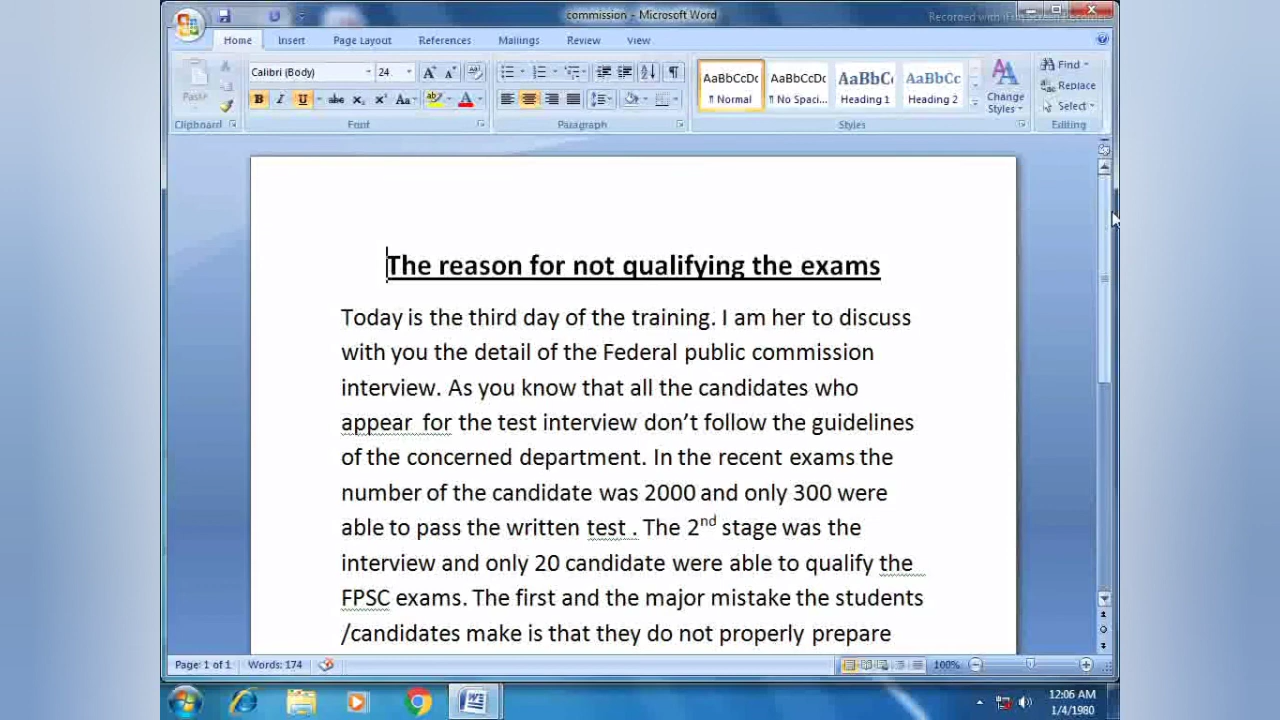 commission - Microsoft Word
Recorded with iFun Screen Recorder
Home Insert Page Layout References Mailings Review View
Paste
Calibri (Body) 24
Find
Replace
Select
AaBbCcDc AaBbCcDc AaBbC AaBbCc
¶ Normal ¶ No Spaci... Heading 1 Heading 2
Change Styles
Clipboard Font Paragraph Styles Editing
The reason for not qualifying the exams
Today is the third day of the training. I am her to discuss
with you the detail of the Federal public commission
interview. As you know that all the candidates who
appear for the test interview don’t follow the guidelines
of the concerned department. In the recent exams the
number of the candidate was 2000 and only 300 were
able to pass the written test . The 2nd stage was the
interview and only 20 candidate were able to qualify the
FPSC exams. The first and the major mistake the students
/candidates make is that they do not properly prepare
Page: 1 of 1 Words: 174 100%
12:06 AM
1/4/1980